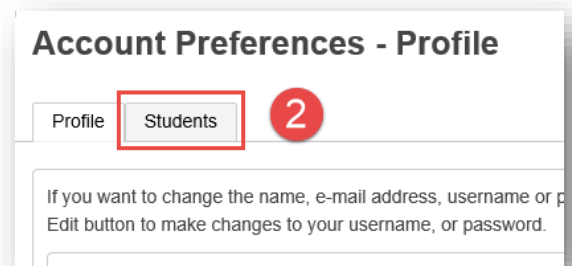 Account Preferences - Profile
Profile Students 2
If you want to change the name, e-mail address, username or
Edit button to make changes to your username, or password.